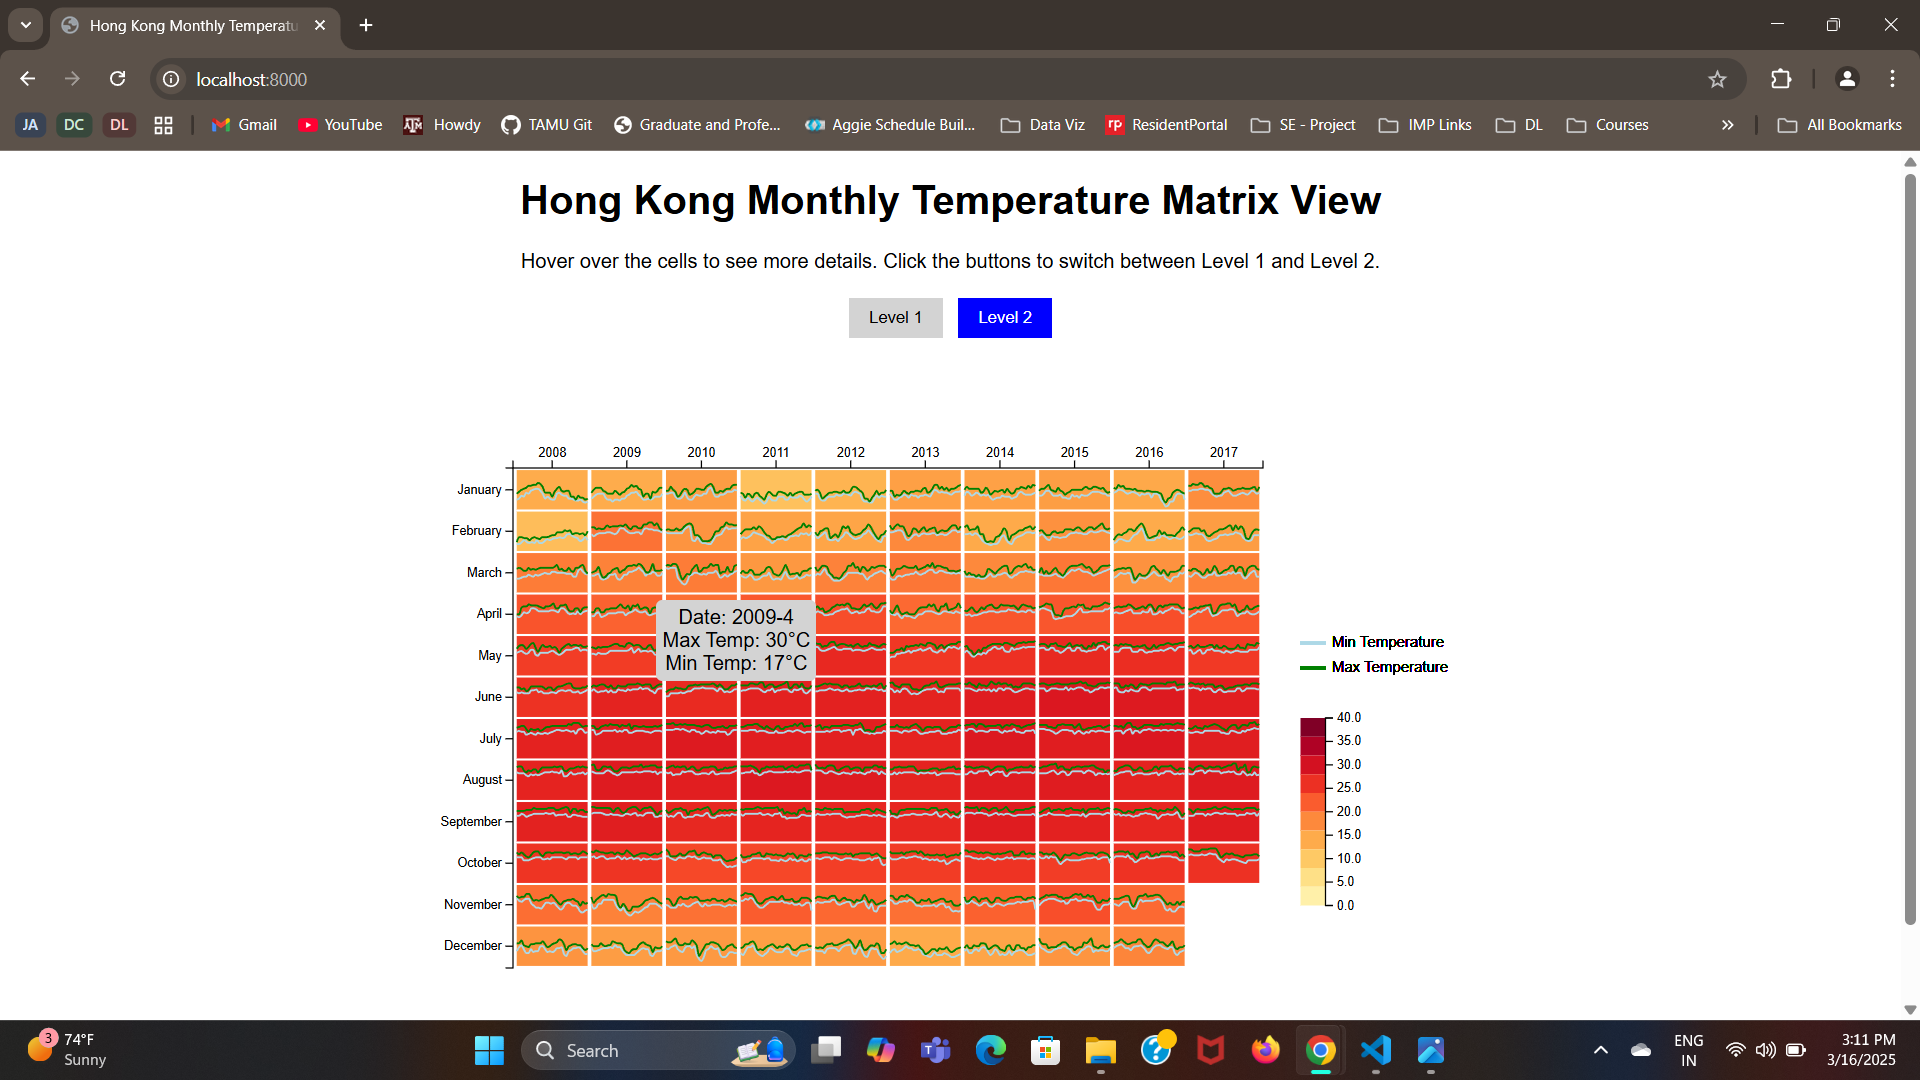 Hong Kong Monthly Temperatu
localhost:8000
JA DC DL Gmail YouTube Howdy TAMU Git Graduate and Profe... Aggie Schedule Buil... Data Viz ResidentPortal SE - Project IMP Links DL Courses » All Bookmarks
Hong Kong Monthly Temperature Matrix View
Hover over the cells to see more details. Click the buttons to switch between Level 1 and Level 2.
Level 1 Level 2
2008 2009 2010 2011 2012 2013 2014 2015 2016 2017
January
February
March
April
May
June
July
August
September
October
November
December
Date: 2009-4
Max Temp: 30°C
Min Temp: 17°C
Min Temperature
Max Temperature
40.0
35.0
30.0
25.0
20.0
15.0
10.0
5.0
0.0
3
74°F
Sunny
Search
ENG
IN
3:11 PM
3/16/2025